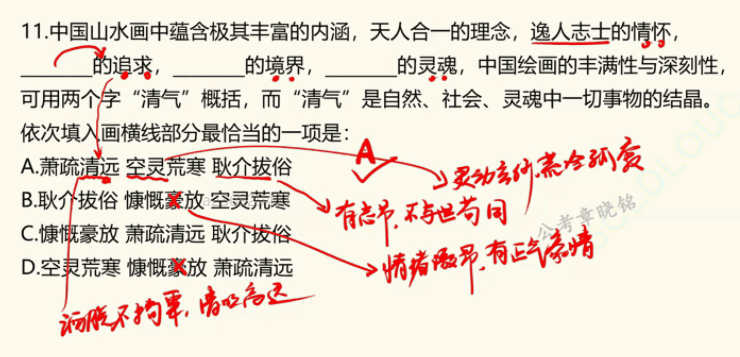 11.中国山水画中蕴含极其丰富的内涵，天人合一的理念，逸人志士的情怀，
________的追求，________的境界，________的灵魂，中国绘画的丰满性与深刻性，
可用两个字“清气”概括，而“清气”是自然、社会、灵魂中一切事物的结晶。
依次填入画横线部分最恰当的一项是：
A
A.萧疏清远 空灵荒寒 耿介拔俗
灵动玄妙，荒冷孤寂
B.耿介拔俗 慷慨豪放 空灵荒寒
有志节，不与世苟同
公考章晓铭
C.慷慨豪放 萧疏清远 耿介拔俗
情绪激昂，有正气豪情
D.空灵荒寒 慷慨豪放 萧疏清远
洒脱不拘束，清明高远